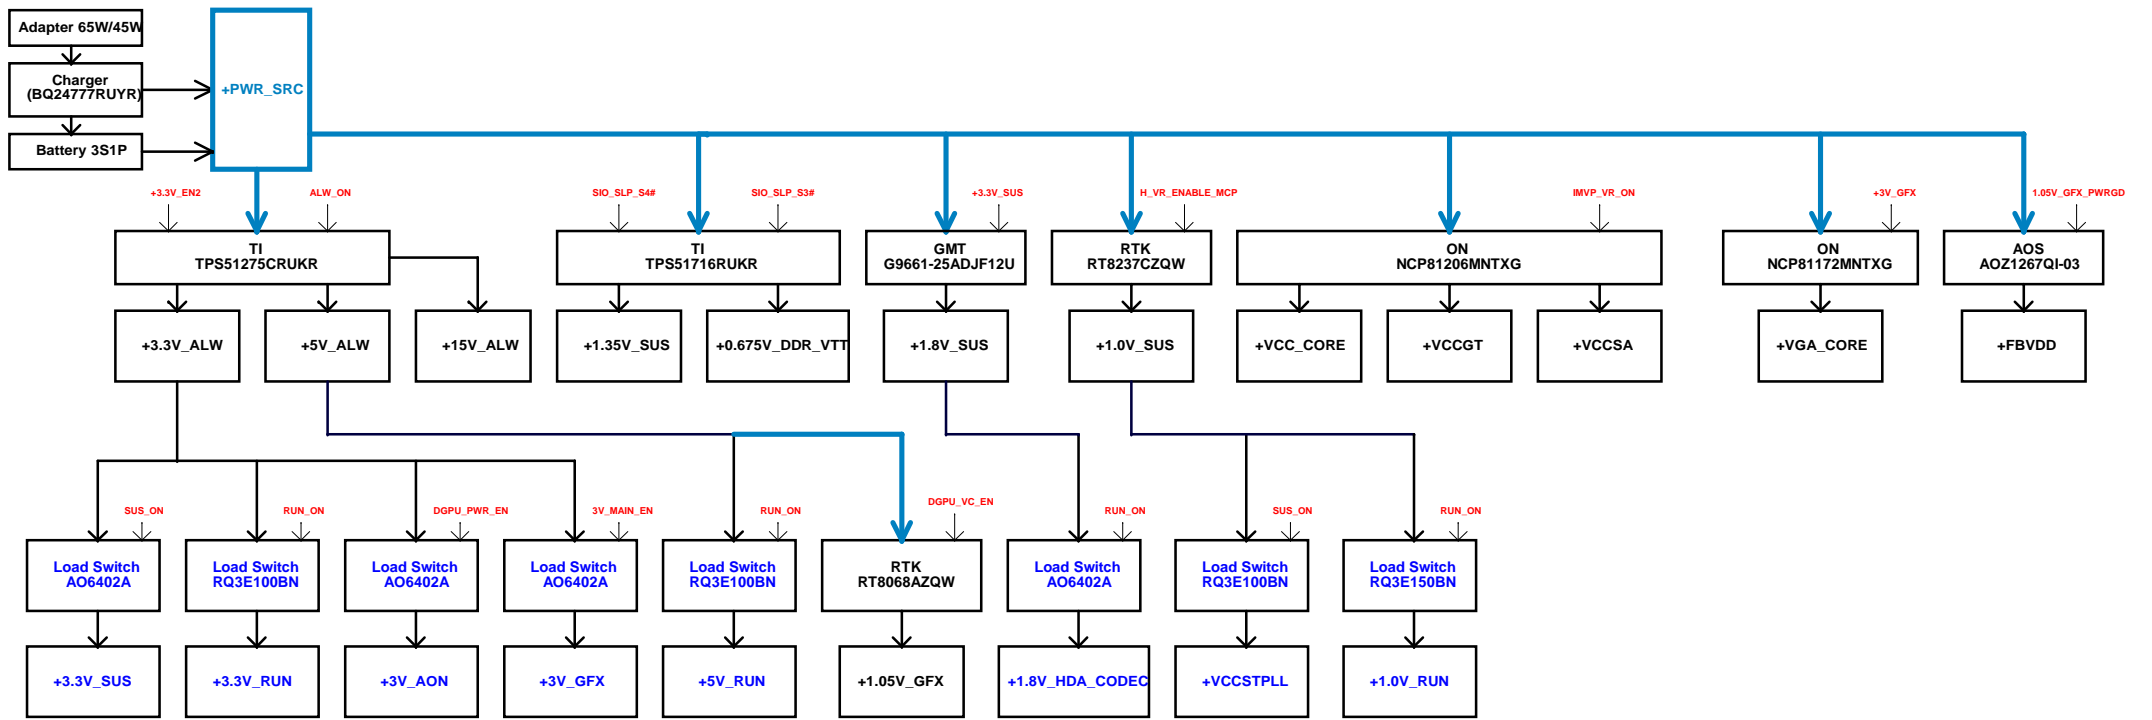 Adapter 65W/45W
Charger
(BQ24777RUYR)
Battery 3S1P
+PWR_SRC
+3.3V_EN2
ALW_ON
SIO_SLP_S4#
SIO_SLP_S3#
+3.3V_SUS
H_VR_ENABLE_MCP
IMVP_VR_ON
+3V_GFX
1.05V_GFX_PWRGD
TI
TPS51275CRUKR
TI
TPS51716RUKR
GMT
G9661-25ADJF12U
RTK
RT8237CZQW
ON
NCP81206MNTXG
ON
NCP81172MNTXG
AOS
AOZ1267QI-03
+3.3V_ALW
+5V_ALW
+15V_ALW
+1.35V_SUS
+0.675V_DDR_VTT
+1.8V_SUS
+1.0V_SUS
+VCC_CORE
+VCCGT
+VCCSA
+VGA_CORE
+FBVDD
SUS_ON
RUN_ON
DGPU_PWR_EN
3V_MAIN_EN
RUN_ON
DGPU_VC_EN
RUN_ON
SUS_ON
RUN_ON
Load Switch
AO6402A
Load Switch
RQ3E100BN
Load Switch
AO6402A
Load Switch
AO6402A
Load Switch
RQ3E100BN
RTK
RT8068AZQW
Load Switch
AO6402A
Load Switch
RQ3E100BN
Load Switch
RQ3E150BN
+3.3V_SUS
+3.3V_RUN
+3V_AON
+3V_GFX
+5V_RUN
+1.05V_GFX
+1.8V_HDA_CODEC
+VCCSTPLL
+1.0V_RUN